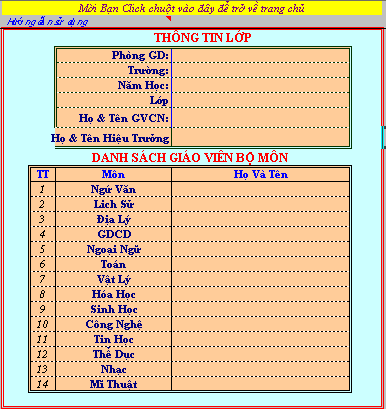 Mời Bạn Click chuột vào đây để trở về trang chủ
Hướng dẫn sử dụng
THÔNG TIN LỚP
Phòng GD:
Trường:
Năm Học:
Lớp
Họ & Tên GVCN:
Họ & Tên Hiệu Trưởng
DANH SÁCH GIÁO VIÊN BỘ MÔN
TT Môn Họ Và Tên
1 Ngữ Văn
2 Lịch Sử
3 Địa Lý
4 GDCD
5 Ngoại Ngữ
6 Toán
7 Vật Lý
8 Hóa Học
9 Sinh Học
10 Công Nghệ
11 Tin Học
12 Thể Dục
13 Nhạc
14 Mĩ Thuật